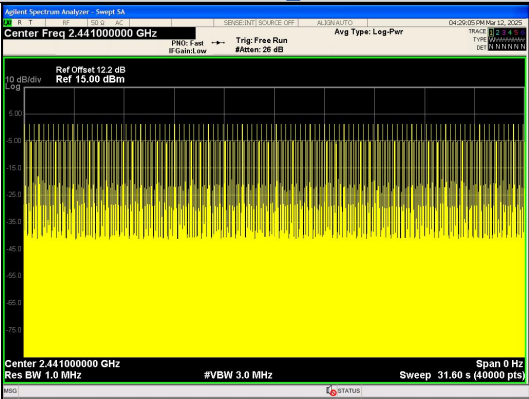 Agilent Spectrum Analyzer - Swept SA
R T RF 50 Ω AC SENSE:INT SOURCE OFF ALIGN AUTO 04:29:05 PM Mar 12, 2025
Center Freq 2.441000000 GHz
PNO: Fast
IFGain:Low
Trig: Free Run
#Atten: 26 dB
Avg Type: Log-Pwr
TRACE 1 2 3 4 5 6
TYPE
DET N N N N N N
Ref Offset 12.2 dB
Ref 15.00 dBm
10 dB/div
Log
5.00
-5.00
-15.0
-25.0
-35.0
-45.0
-55.0
-65.0
-75.0
Center 2.441000000 GHz
Span 0 Hz
Res BW 1.0 MHz
#VBW 3.0 MHz
Sweep 31.60 s (40000 pts)
MSG
STATUS